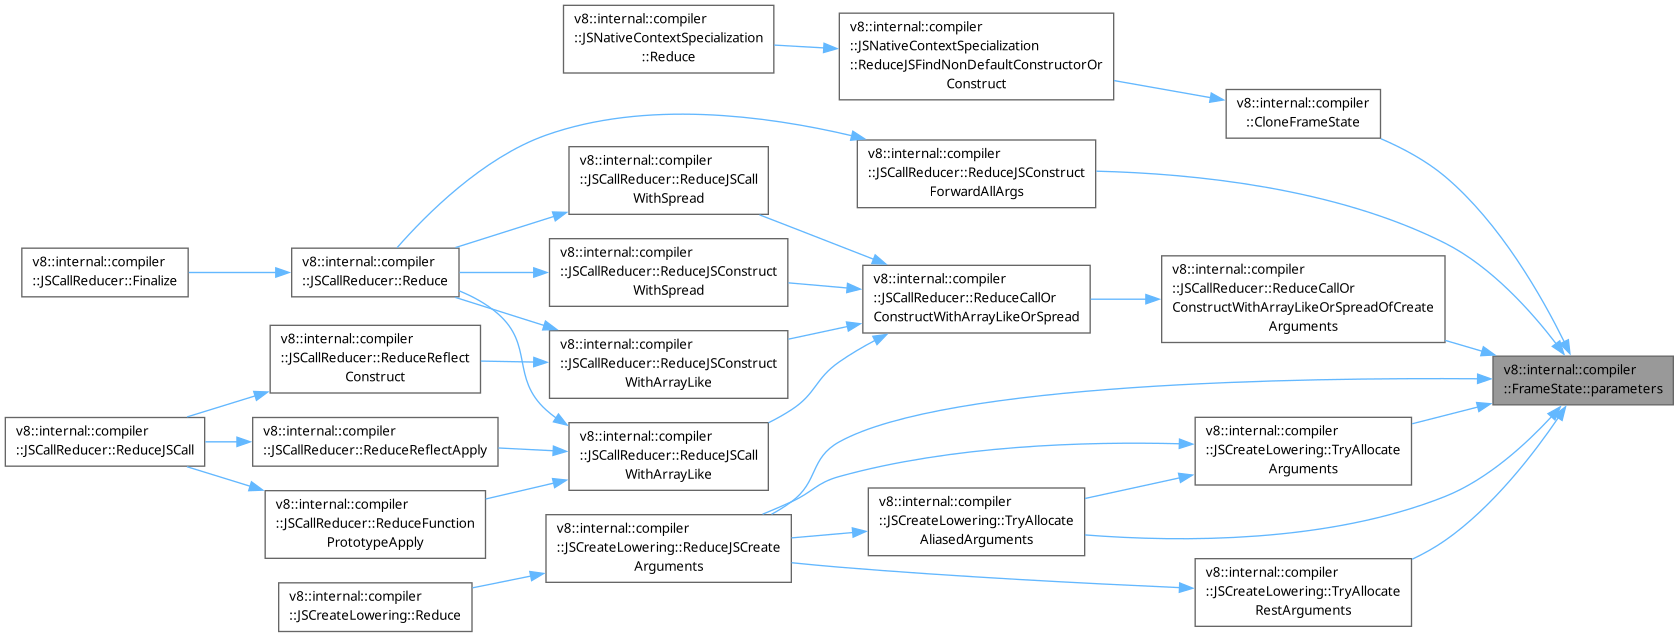 v8::internal::compiler
::JSNativeContextSpecialization
::Reduce
v8::internal::compiler
::JSNativeContextSpecialization
::ReduceJSFindNonDefaultConstructorOr
Construct
v8::internal::compiler
::CloneFrameState
v8::internal::compiler
::JSCallReducer::ReduceJSConstruct
ForwardAllArgs
v8::internal::compiler
::JSCallReducer::ReduceJSCall
WithSpread
v8::internal::compiler
::JSCallReducer::Finalize
v8::internal::compiler
::JSCallReducer::Reduce
v8::internal::compiler
::JSCallReducer::ReduceJSConstruct
WithSpread
v8::internal::compiler
::JSCallReducer::ReduceCallOr
ConstructWithArrayLikeOrSpread
v8::internal::compiler
::JSCallReducer::ReduceCallOr
ConstructWithArrayLikeOrSpreadOfCreate
Arguments
v8::internal::compiler
::JSCallReducer::ReduceReflect
Construct
v8::internal::compiler
::JSCallReducer::ReduceJSConstruct
WithArrayLike
v8::internal::compiler
::FrameState::parameters
v8::internal::compiler
::JSCallReducer::ReduceJSCall
v8::internal::compiler
::JSCallReducer::ReduceReflectApply
v8::internal::compiler
::JSCallReducer::ReduceJSCall
WithArrayLike
v8::internal::compiler
::JSCreateLowering::TryAllocate
Arguments
v8::internal::compiler
::JSCallReducer::ReduceFunction
PrototypeApply
v8::internal::compiler
::JSCreateLowering::ReduceJSCreate
Arguments
v8::internal::compiler
::JSCreateLowering::TryAllocate
AliasedArguments
v8::internal::compiler
::JSCreateLowering::TryAllocate
RestArguments
v8::internal::compiler
::JSCreateLowering::Reduce